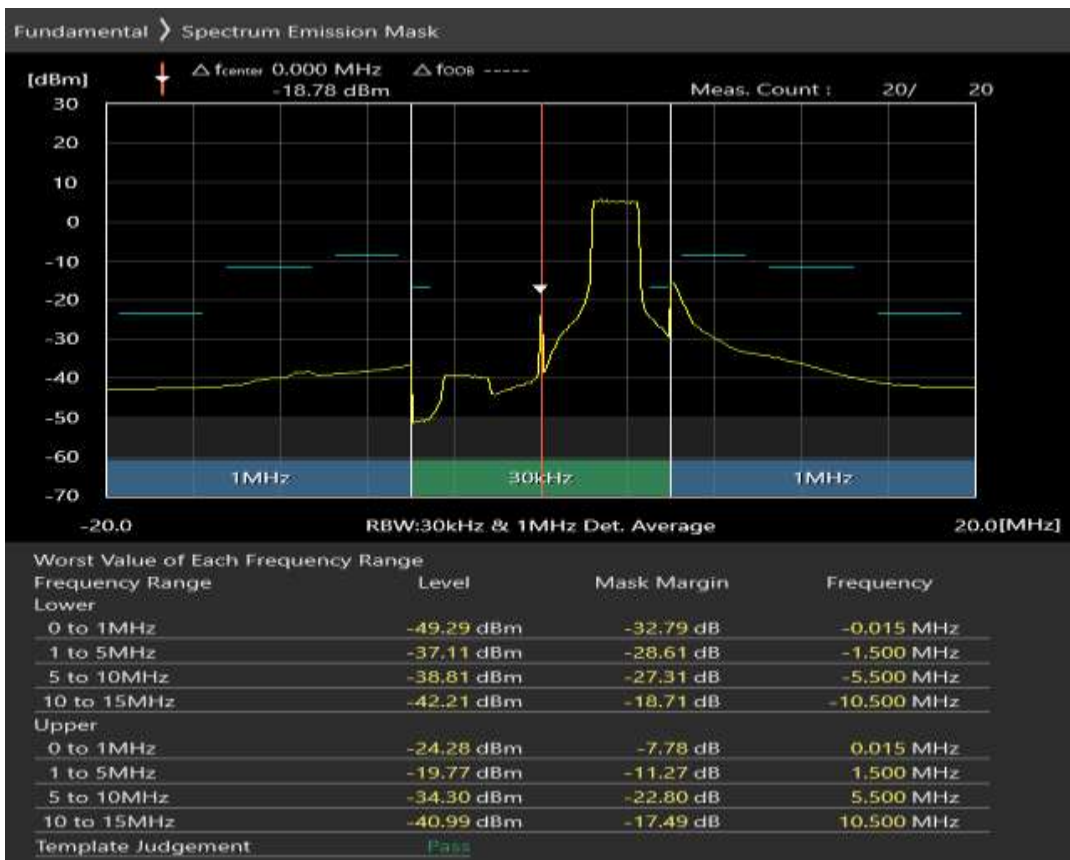 Fundamental ❯ Spectrum Emission Mask
[dBm] △ fcenter 0.000 MHz △ fOOB -----
-18.78 dBm Meas. Count : 20/ 20
30
20
10
0
-10
-20
-30
-40
-50
-60
1MHz 30kHz 1MHz
-70
-20.0 RBW:30kHz & 1MHz Det. Average 20.0[MHz]
Worst Value of Each Frequency Range
Frequency Range Level Mask Margin Frequency
Lower
0 to 1MHz -49.29 dBm -32.79 dB -0.015 MHz
1 to 5MHz -37.11 dBm -28.61 dB -1.500 MHz
5 to 10MHz -38.81 dBm -27.31 dB -5.500 MHz
10 to 15MHz -42.21 dBm -18.71 dB -10.500 MHz
Upper
0 to 1MHz -24.28 dBm -7.78 dB 0.015 MHz
1 to 5MHz -19.77 dBm -11.27 dB 1.500 MHz
5 to 10MHz -34.30 dBm -22.80 dB 5.500 MHz
10 to 15MHz -40.99 dBm -17.49 dB 10.500 MHz
Template Judgement Pass